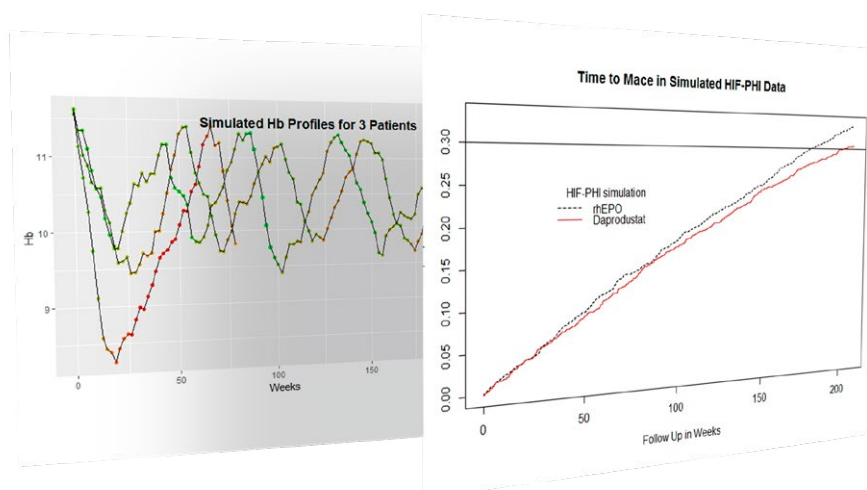 Simulated Hb Profiles for 3 Patients
11
10
9
Hb
0
50
100
150
Weeks
Time to Mace in Simulated HIF-PHI Data
0.30
0.25
0.20
0.15
0.10
0.05
0.00
HIF-PHI simulation
rhEPO
Daprodustat
0
50
100
150
200
Follow Up in Weeks